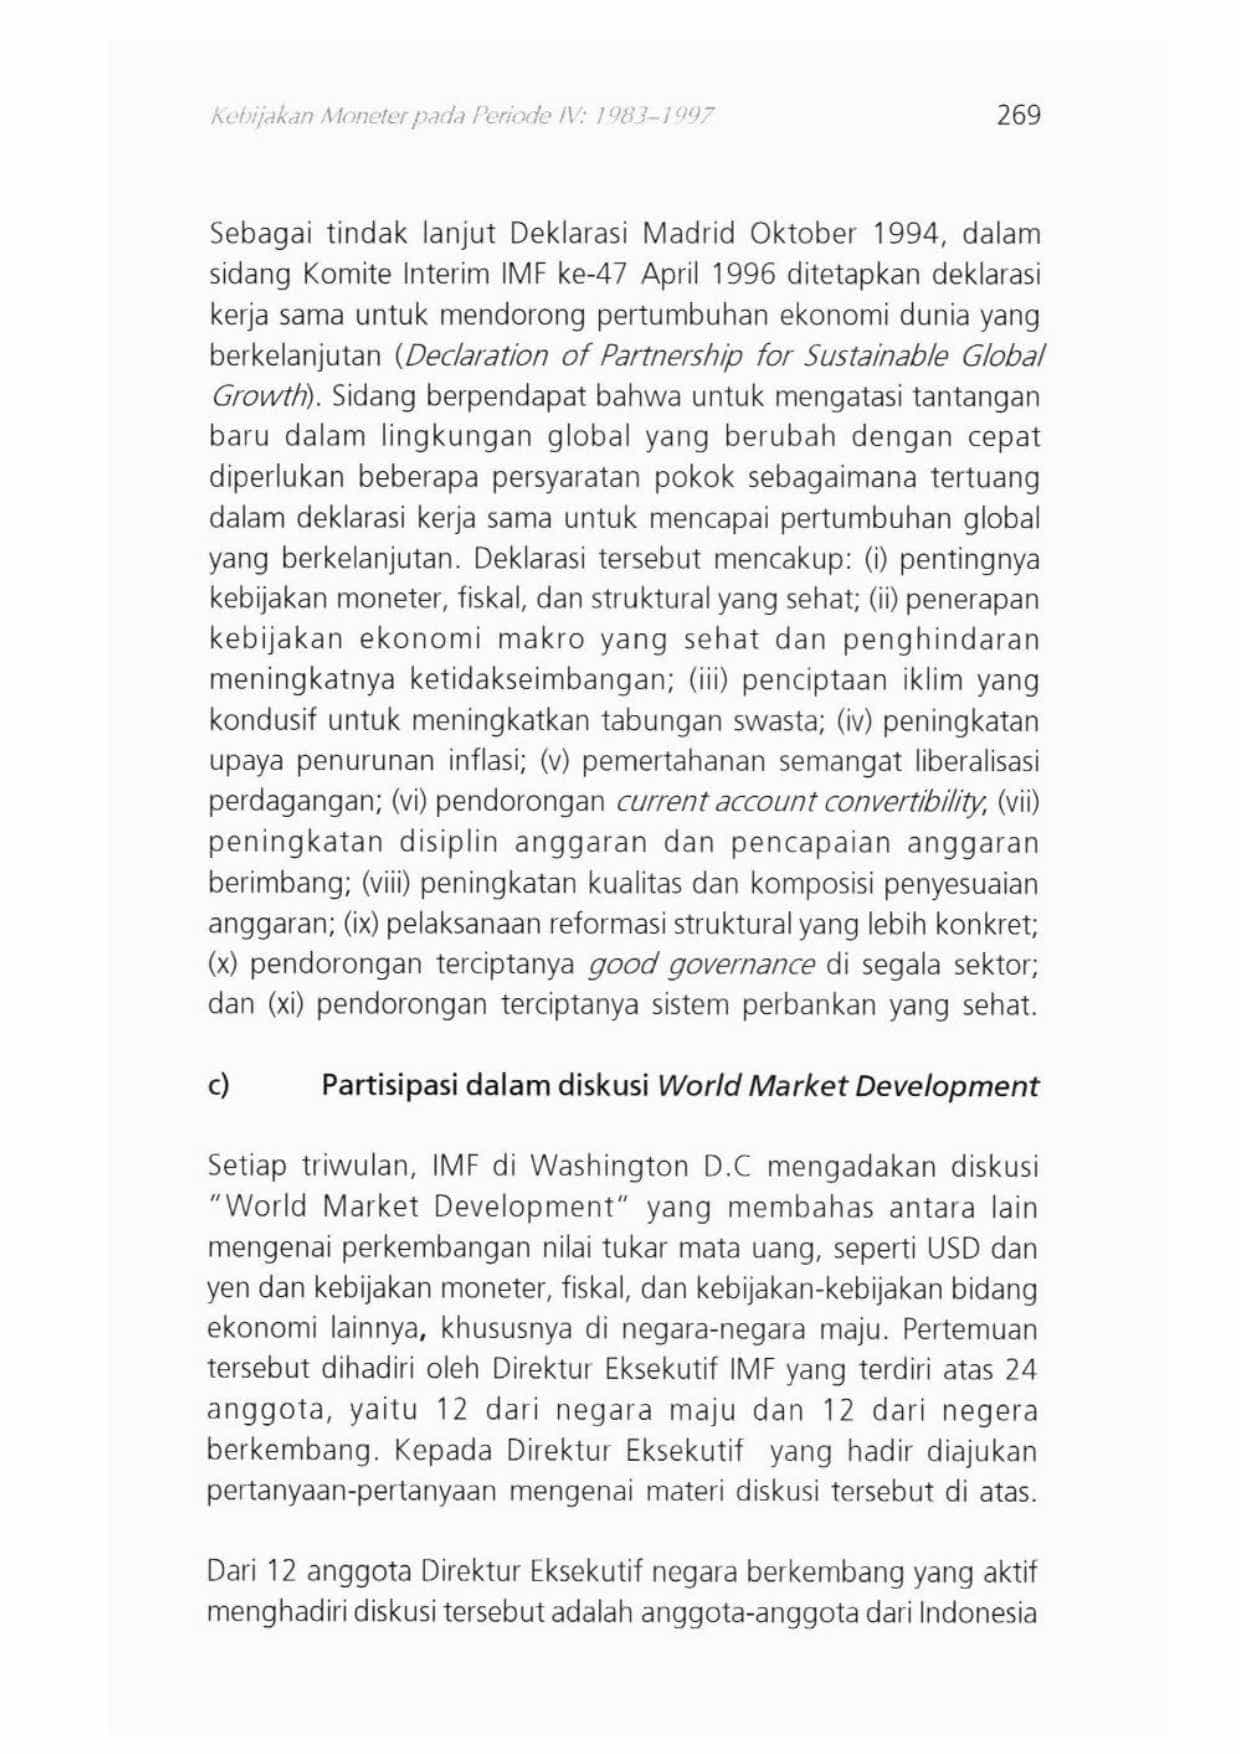 Kebijakan Moneter pada Periode IV: 1983–1997 269
Sebagai tindak lanjut Deklarasi Madrid Oktober 1994, dalam
sidang Komite Interim IMF ke-47 April 1996 ditetapkan deklarasi
kerja sama untuk mendorong pertumbuhan ekonomi dunia yang
berkelanjutan (Declaration of Partnership for Sustainable Global
Growth). Sidang berpendapat bahwa untuk mengatasi tantangan
baru dalam lingkungan global yang berubah dengan cepat
diperlukan beberapa persyaratan pokok sebagaimana tertuang
dalam deklarasi kerja sama untuk mencapai pertumbuhan global
yang berkelanjutan. Deklarasi tersebut mencakup: (i) pentingnya
kebijakan moneter, fiskal, dan struktural yang sehat; (ii) penerapan
kebijakan ekonomi makro yang sehat dan penghindaran
meningkatnya ketidakseimbangan; (iii) penciptaan iklim yang
kondusif untuk meningkatkan tabungan swasta; (iv) peningkatan
upaya penurunan inflasi; (v) pemertahanan semangat liberalisasi
perdagangan; (vi) pendorongan current account convertibility; (vii)
peningkatan disiplin anggaran dan pencapaian anggaran
berimbang; (viii) peningkatan kualitas dan komposisi penyesuaian
anggaran; (ix) pelaksanaan reformasi struktural yang lebih konkret;
(x) pendorongan terciptanya good governance di segala sektor;
dan (xi) pendorongan terciptanya sistem perbankan yang sehat.
c) Partisipasi dalam diskusi World Market Development
Setiap triwulan, IMF di Washington D.C mengadakan diskusi
"World Market Development" yang membahas antara lain
mengenai perkembangan nilai tukar mata uang, seperti USD dan
yen dan kebijakan moneter, fiskal, dan kebijakan-kebijakan bidang
ekonomi lainnya, khususnya di negara-negara maju. Pertemuan
tersebut dihadiri oleh Direktur Eksekutif IMF yang terdiri atas 24
anggota, yaitu 12 dari negara maju dan 12 dari negera
berkembang. Kepada Direktur Eksekutif yang hadir diajukan
pertanyaan-pertanyaan mengenai materi diskusi tersebut di atas.
Dari 12 anggota Direktur Eksekutif negara berkembang yang aktif
menghadiri diskusi tersebut adalah anggota-anggota dari Indonesia